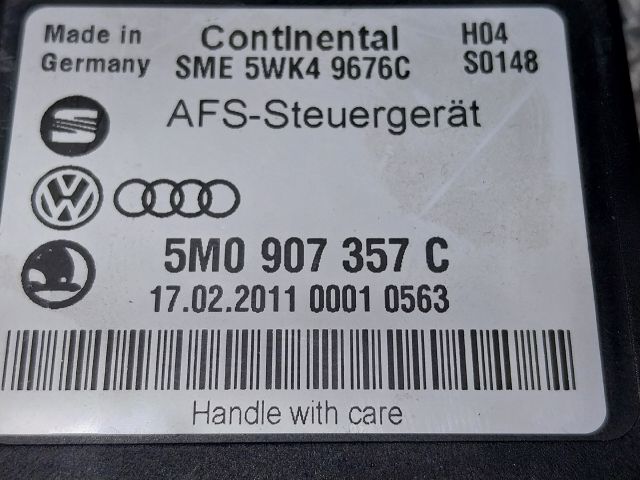 Made in Germany
Continental
SME 5WK4 9676C
H04
S0148
AFS-Steuergerät
5M0 907 357 C
17.02.2011 0001 0563
Handle with care